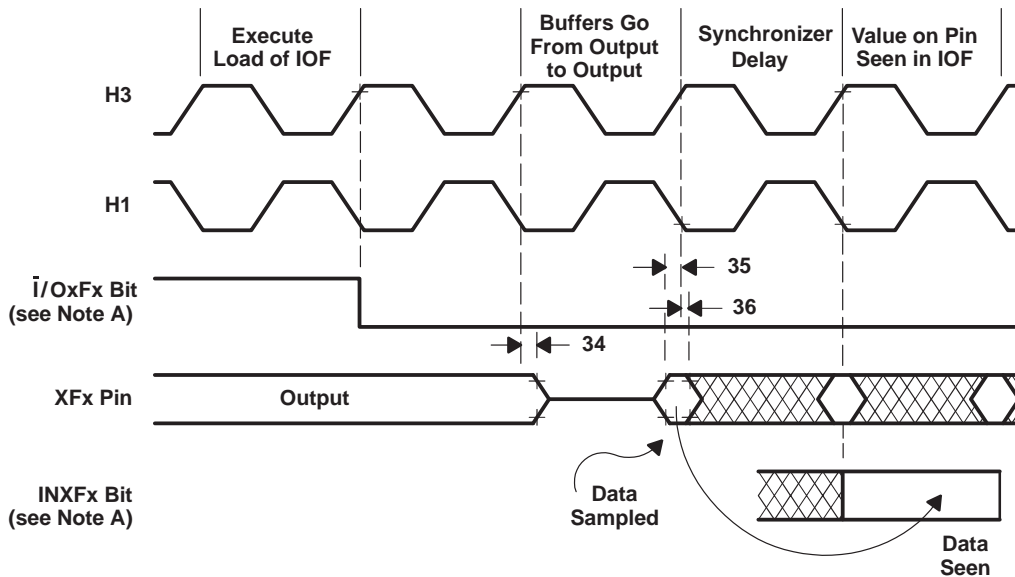 Execute
Load of IOF
Buffers Go
From Output
to Output
Synchronizer
Delay
Value on Pin
Seen in IOF
H3
H1
Ī/OxFx Bit
(see Note A)
35
36
34
XFx Pin
Output
INXFx Bit
(see Note A)
Data
Sampled
Data
Seen